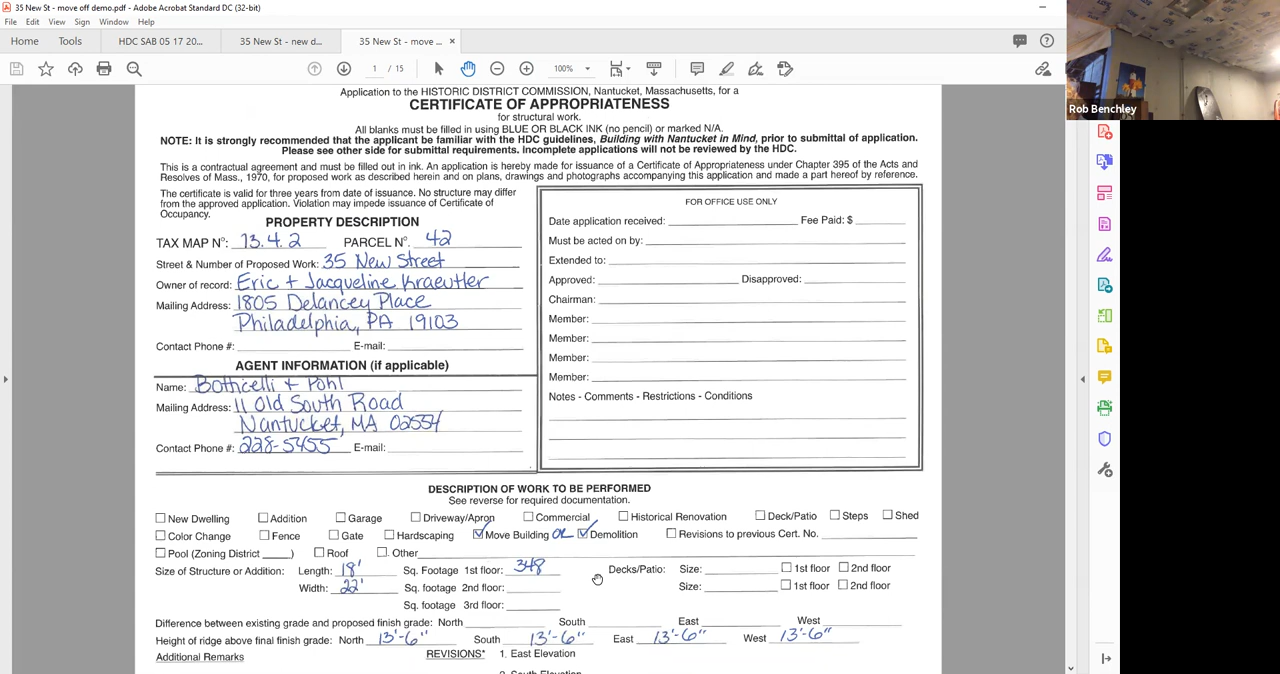 35 New St - move off demo.pdf - Adobe Acrobat Standard DC (32-bit)
File Edit View Sign Window Help
Home Tools HDC SAB 05 17 20... 35 New St - new d... 35 New St - move ... ×
1 / 15 100%
Rob Benchley
Application to the HISTORIC DISTRICT COMMISSION, Nantucket, Massachusetts, for a
CERTIFICATE OF APPROPRIATENESS
for structural work.
All blanks must be filled in using BLUE OR BLACK INK (no pencil) or marked N/A.
NOTE: It is strongly recommended that the applicant be familiar with the HDC guidelines, Building with Nantucket in Mind, prior to submittal of application.
Please see other side for submittal requirements. Incomplete applications will not be reviewed by the HDC.
This is a contractual agreement and must be filled out in ink. An application is hereby made for issuance of a Certificate of Appropriateness under Chapter 395 of the Acts and
Resolves of Mass., 1970, for proposed work as described herein and on plans, drawings and photographs accompanying this application and made a part hereof by reference.
The certificate is valid for three years from date of issuance. No structure may differ
from the approved application. Violation may impede issuance of Certificate of
Occupancy.
PROPERTY DESCRIPTION
TAX MAP No: 73.4.2 PARCEL No. 42
Street & Number of Proposed Work: 35 New Street
Owner of record: Eric + Jacqueline Kraeutler
Mailing Address: 1805 Delancey Place
Philadelphia, PA 19103
Contact Phone #: E-mail:
AGENT INFORMATION (if applicable)
Name: Botticelli + Pohl
Mailing Address: 11 Old South Road
Nantucket, MA 02554
Contact Phone #: 228-5455 E-mail:
FOR OFFICE USE ONLY
Date application received: Fee Paid: $
Must be acted on by:
Extended to:
Approved: Disapproved:
Chairman:
Member:
Member:
Member:
Member:
Notes - Comments - Restrictions - Conditions
DESCRIPTION OF WORK TO BE PERFORMED
See reverse for required documentation.
New Dwelling Addition Garage Driveway/Apron Commercial Historical Renovation Deck/Patio Steps Shed
Color Change Fence Gate Hardscaping Move Building OR Demolition Revisions to previous Cert. No.
Pool (Zoning District ) Roof Other
Size of Structure or Addition: Length: 18' Sq. Footage 1st floor: 348 Decks/Patio: Size: 1st floor 2nd floor
Width: 22' Sq. footage 2nd floor: Size: 1st floor 2nd floor
Sq. footage 3rd floor:
Difference between existing grade and proposed finish grade: North South East West
Height of ridge above final finish grade: North 13'-6" South 13'-6" East 13'-6" West 13'-6"
Additional Remarks REVISIONS* 1. East Elevation
2. South Elevation